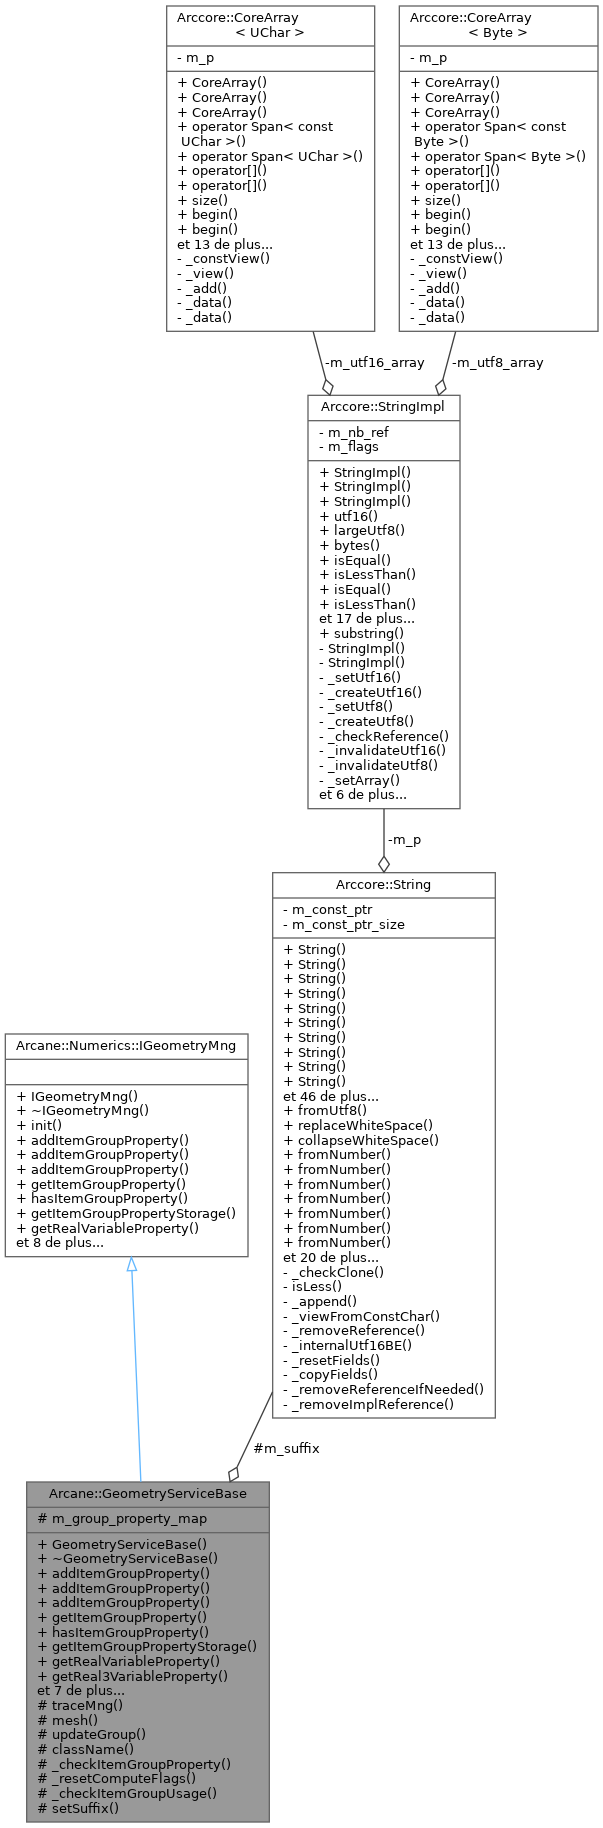 Arccore::CoreArray
< UChar >
- m_p
+ CoreArray()
+ CoreArray()
+ CoreArray()
+ operator Span< const
UChar >()
+ operator Span< UChar >()
+ operator[]()
+ operator[]()
+ size()
+ begin()
+ begin()
et 13 de plus...
- _constView()
- _view()
- _add()
- _data()
- _data()
Arccore::CoreArray
< Byte >
- m_p
+ CoreArray()
+ CoreArray()
+ CoreArray()
+ operator Span< const
Byte >()
+ operator Span< Byte >()
+ operator[]()
+ operator[]()
+ size()
+ begin()
+ begin()
et 13 de plus...
- _constView()
- _view()
- _add()
- _data()
- _data()
-m_utf16_array
-m_utf8_array
Arccore::StringImpl
- m_nb_ref
- m_flags
+ StringImpl()
+ StringImpl()
+ StringImpl()
+ utf16()
+ largeUtf8()
+ bytes()
+ isEqual()
+ isLessThan()
+ isEqual()
+ isLessThan()
et 17 de plus...
+ substring()
- StringImpl()
- StringImpl()
- _setUtf16()
- _createUtf16()
- _setUtf8()
- _createUtf8()
- _checkReference()
- _invalidateUtf16()
- _invalidateUtf8()
- _setArray()
et 6 de plus...
-m_p
Arccore::String
- m_const_ptr
- m_const_ptr_size
+ String()
+ String()
+ String()
+ String()
+ String()
+ String()
+ String()
+ String()
+ String()
+ String()
et 46 de plus...
+ fromUtf8()
+ replaceWhiteSpace()
+ collapseWhiteSpace()
+ fromNumber()
+ fromNumber()
+ fromNumber()
+ fromNumber()
+ fromNumber()
+ fromNumber()
+ fromNumber()
et 20 de plus...
- _checkClone()
- isLess()
- _append()
- _viewFromConstChar()
- _removeReference()
- _internalUtf16BE()
- _resetFields()
- _copyFields()
- _removeReferenceIfNeeded()
- _removeImplReference()
Arcane::Numerics::IGeometryMng
+ IGeometryMng()
+ ~IGeometryMng()
+ init()
+ addItemGroupProperty()
+ addItemGroupProperty()
+ addItemGroupProperty()
+ getItemGroupProperty()
+ hasItemGroupProperty()
+ getItemGroupPropertyStorage()
+ getRealVariableProperty()
et 8 de plus...
#m_suffix
Arcane::GeometryServiceBase
# m_group_property_map
+ GeometryServiceBase()
+ ~GeometryServiceBase()
+ addItemGroupProperty()
+ addItemGroupProperty()
+ addItemGroupProperty()
+ getItemGroupProperty()
+ hasItemGroupProperty()
+ getItemGroupPropertyStorage()
+ getRealVariableProperty()
+ getReal3VariableProperty()
et 7 de plus...
# traceMng()
# mesh()
# updateGroup()
# className()
# _checkItemGroupProperty()
# _resetComputeFlags()
# _checkItemGroupUsage()
# setSuffix()